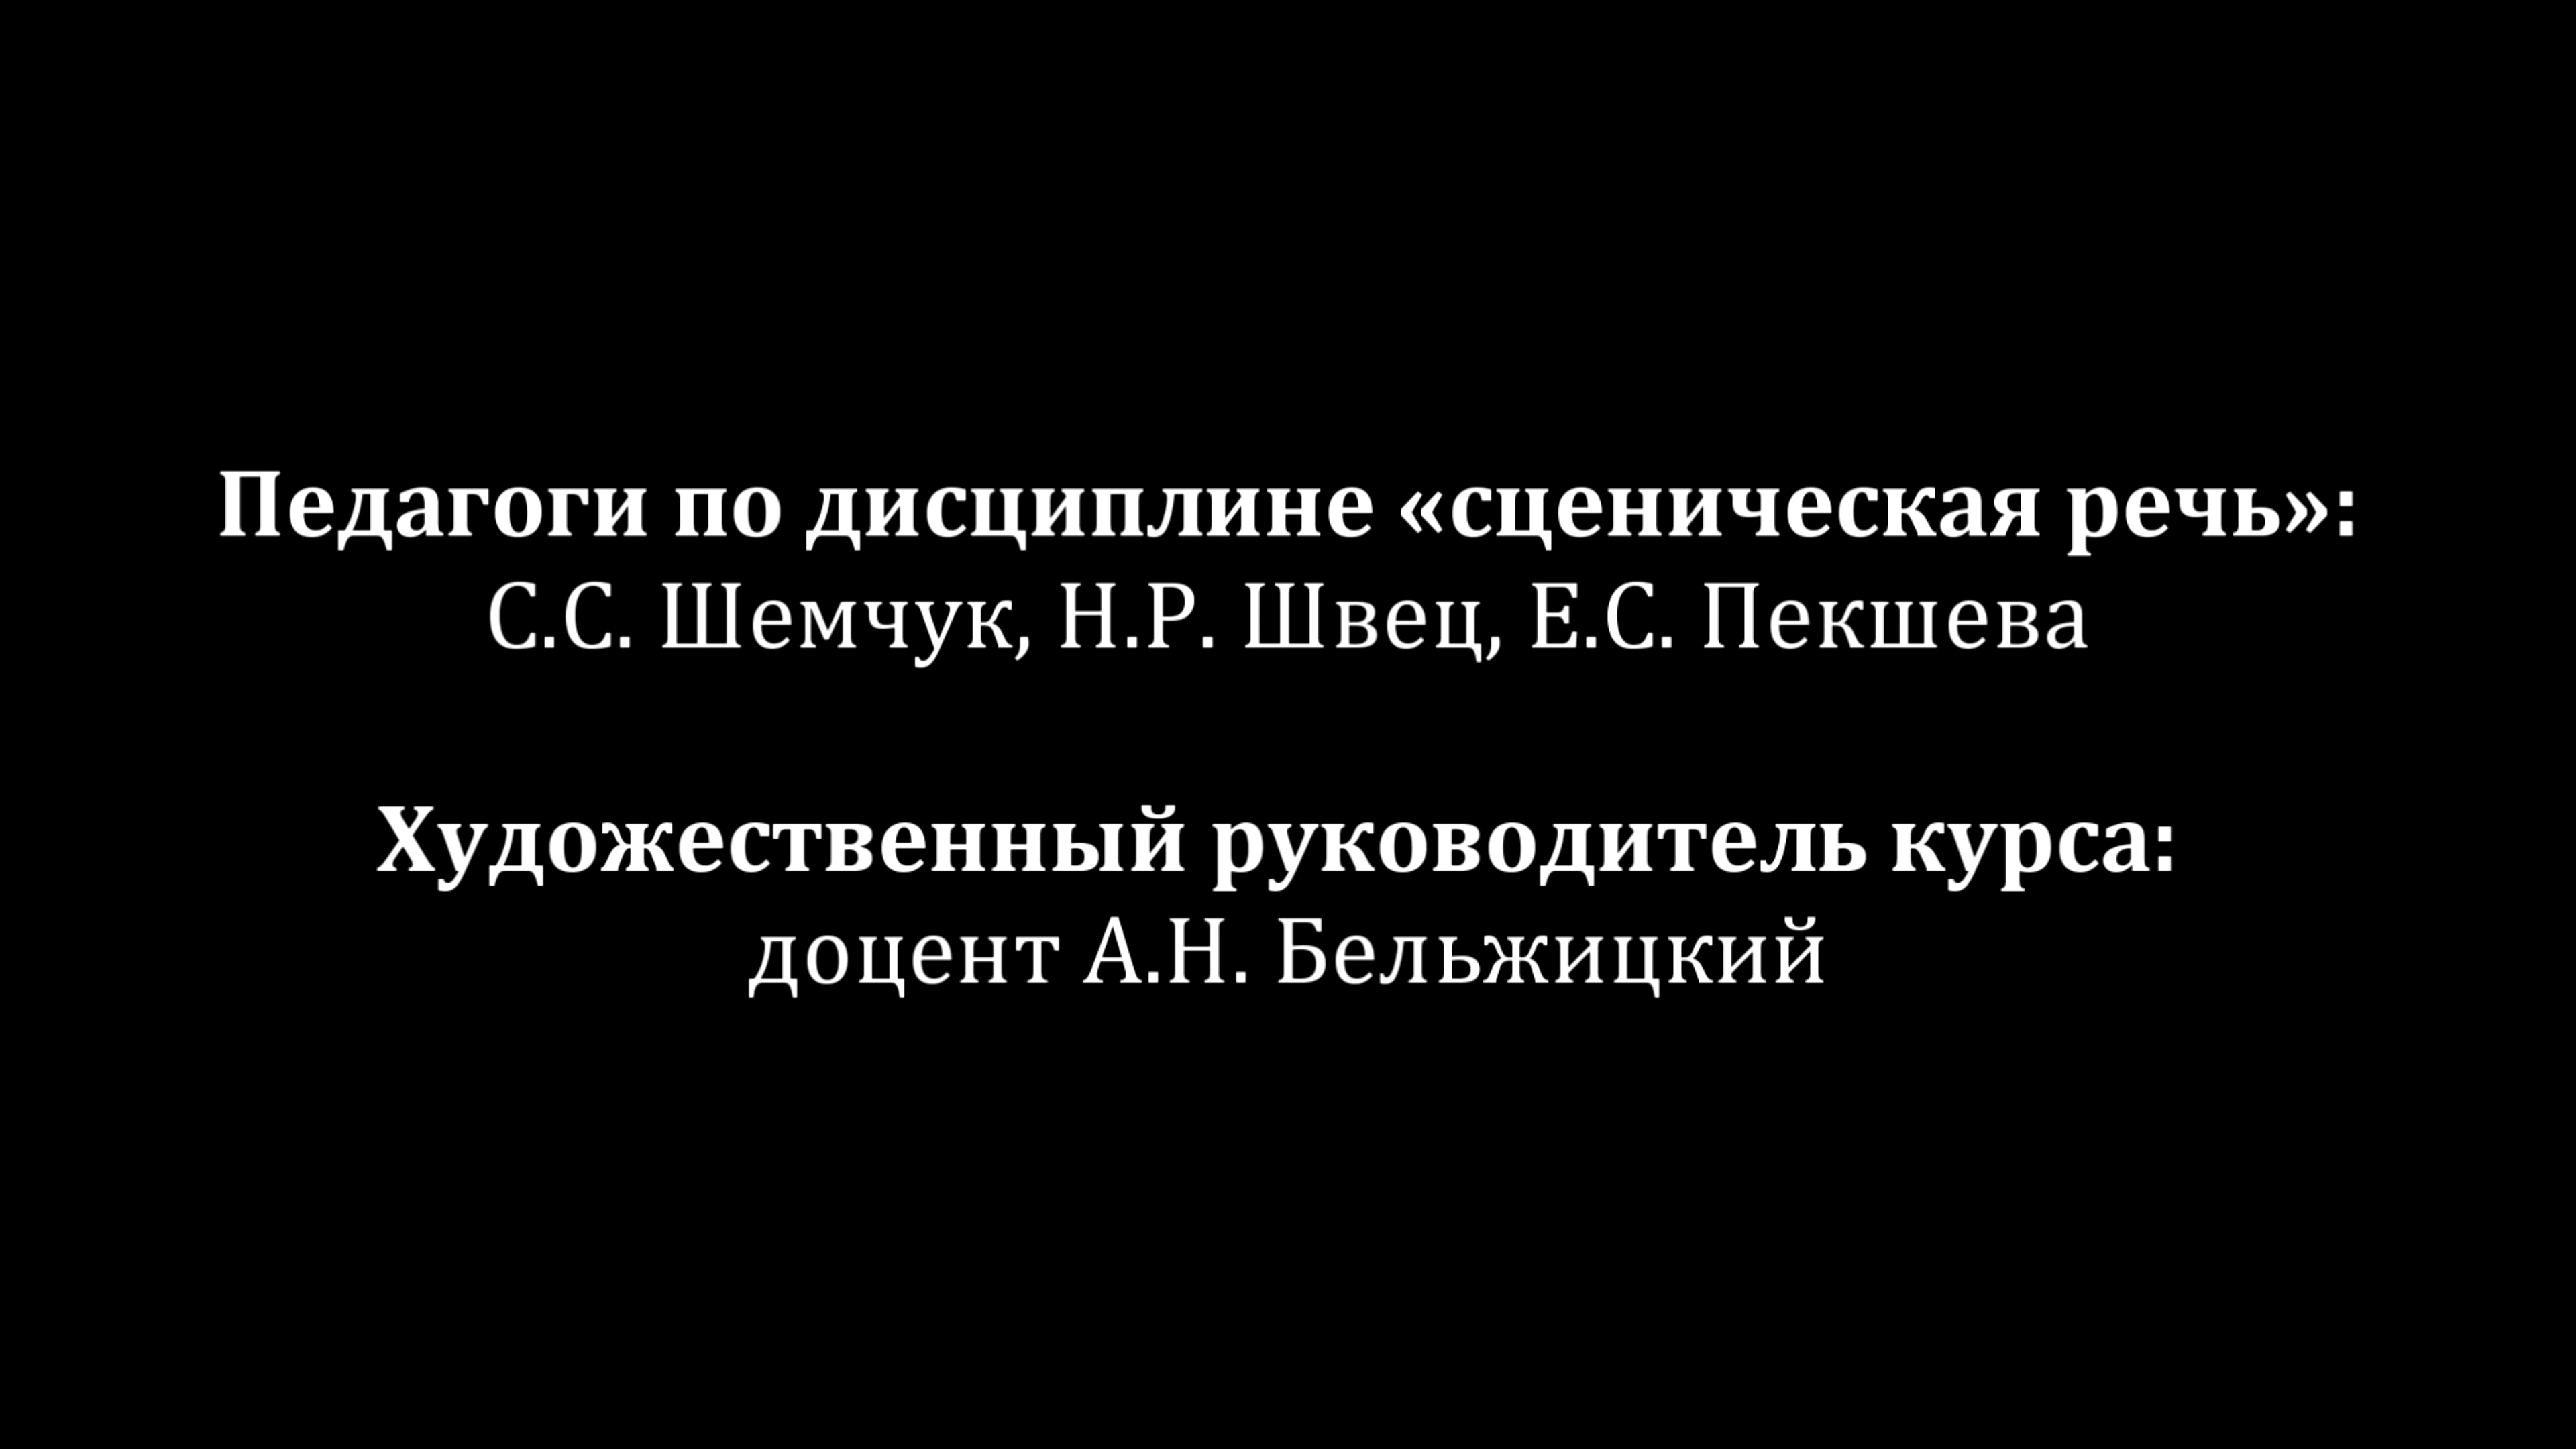 Педагоги по дисциплине «сценическая речь»:
С.С. Шемчук, Н.Р. Швец, Е.С. Пекшева
Художественный руководитель курса:
доцент А.Н. Бельжицкий